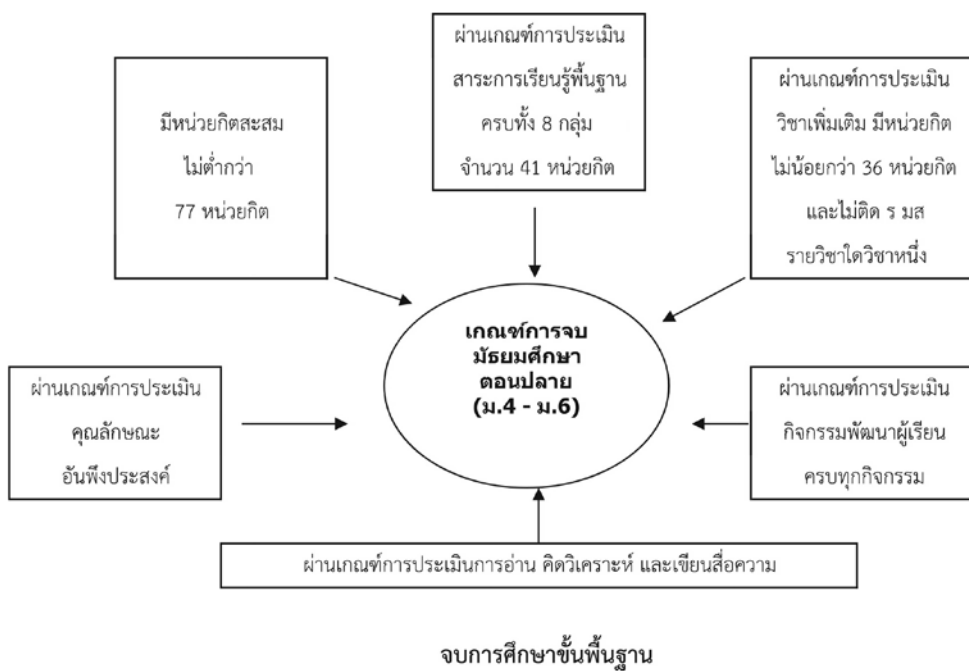 มีหน่วยกิตสะสม
ไม่ต่ำกว่า
77 หน่วยกิต
ผ่านเกณฑ์การประเมิน
สาระการเรียนรู้พื้นฐาน
ครบทั้ง 8 กลุ่ม
จำนวน 41 หน่วยกิต
ผ่านเกณฑ์การประเมิน
วิชาเพิ่มเติม มีหน่วยกิต
ไม่น้อยกว่า 36 หน่วยกิต
และไม่ติด ร มส
รายวิชาใดวิชาหนึ่ง
เกณฑ์การจบ
มัธยมศึกษา
ตอนปลาย
(ม.4 - ม.6)
ผ่านเกณฑ์การประเมิน
คุณลักษณะ
อันพึงประสงค์
ผ่านเกณฑ์การประเมิน
กิจกรรมพัฒนาผู้เรียน
ครบทุกกิจกรรม
ผ่านเกณฑ์การประเมินการอ่าน คิดวิเคราะห์ และเขียนสื่อความ
จบการศึกษาขั้นพื้นฐาน